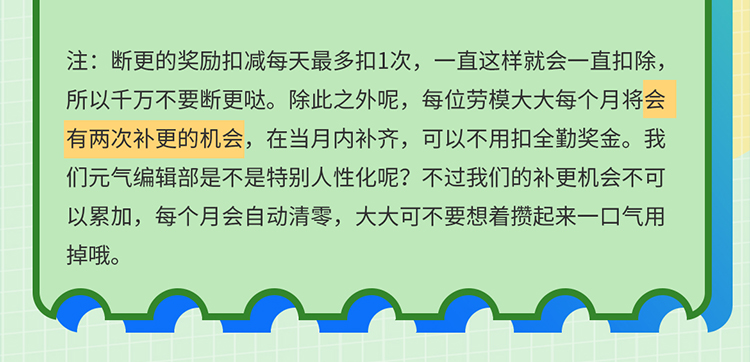 注：断更的奖励扣减每天最多扣1次，一直这样就会一直扣除，
所以千万不要断更哒。除此之外呢，每位劳模大大每个月将会
有两次补更的机会，在当月内补齐，可以不用扣全勤奖金。我
们元气编辑部是不是特别人性化呢？不过我们的补更机会不可
以累加，每个月会自动清零，大大可不要想着攒起来一口气用
掉哦。